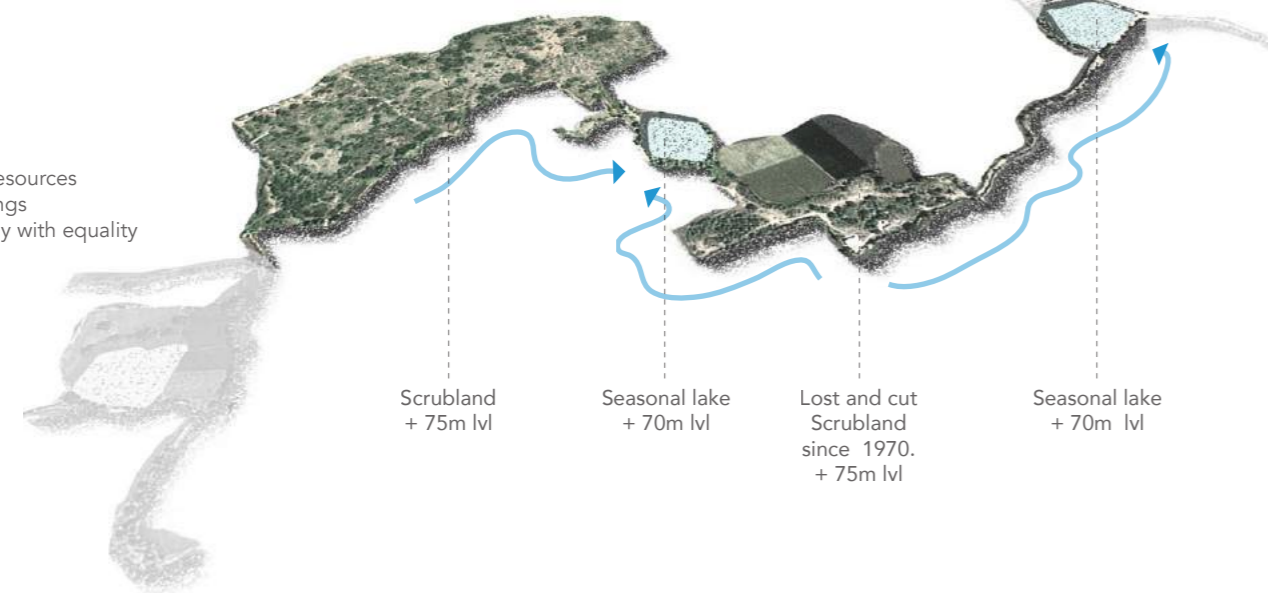 esources
ngs
y with equality
Scrubland
+ 75m lvl
Seasonal lake
+ 70m lvl
Lost and cut
Scrubland
since 1970.
+ 75m lvl
Seasonal lake
+ 70m lvl